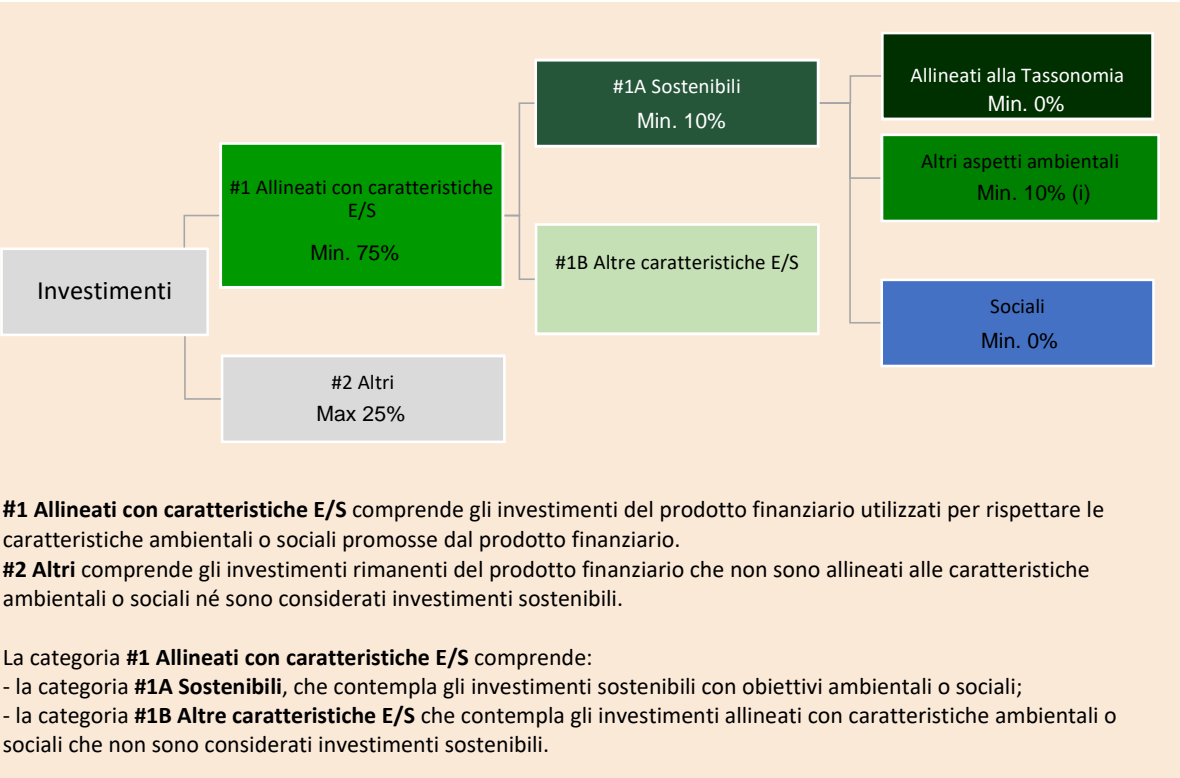 Investimenti
#1 Allineati con caratteristiche
E/S
Min. 75%
#2 Altri
Max 25%
#1A Sostenibili
Min. 10%
#1B Altre caratteristiche E/S
Allineati alla Tassonomia
Min. 0%
Altri aspetti ambientali
Min. 10% (i)
Sociali
Min. 0%
#1 Allineati con caratteristiche E/S comprende gli investimenti del prodotto finanziario utilizzati per rispettare le
caratteristiche ambientali o sociali promosse dal prodotto finanziario.
#2 Altri comprende gli investimenti rimanenti del prodotto finanziario che non sono allineati alle caratteristiche
ambientali o sociali né sono considerati investimenti sostenibili.
La categoria #1 Allineati con caratteristiche E/S comprende:
- la categoria #1A Sostenibili, che contempla gli investimenti sostenibili con obiettivi ambientali o sociali;
- la categoria #1B Altre caratteristiche E/S che contempla gli investimenti allineati con caratteristiche ambientali o
sociali che non sono considerati investimenti sostenibili.